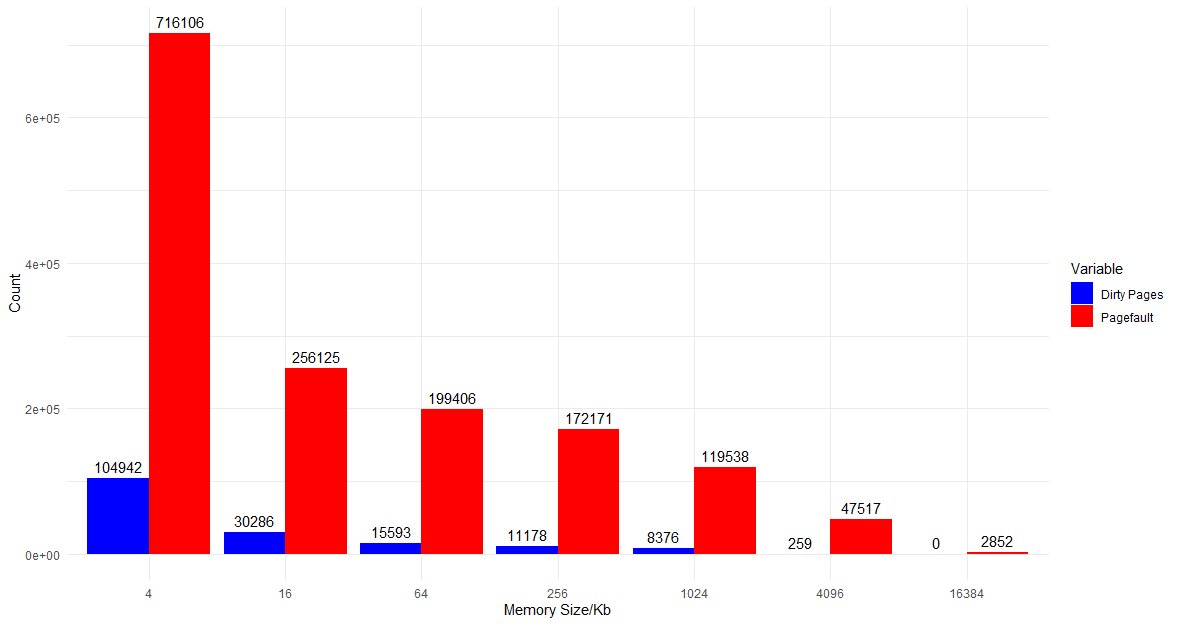 716106
6e+05
4e+05
Count
Variable
Dirty Pages
Pagefault
256125
2e+05
199406
172171
119538
104942
30286
15593
11178
8376
259
47517
0
2852
0e+00
4 16 64 256 1024 4096 16384
Memory Size/Kb